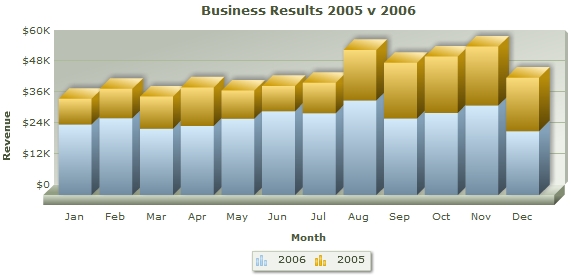 Business Results 2005 v 2006
$60K
$48K
$36K
$24K
$12K
$0
Revenue
Jan Feb Mar Apr May Jun Jul Aug Sep Oct Nov Dec
Month
2006 2005